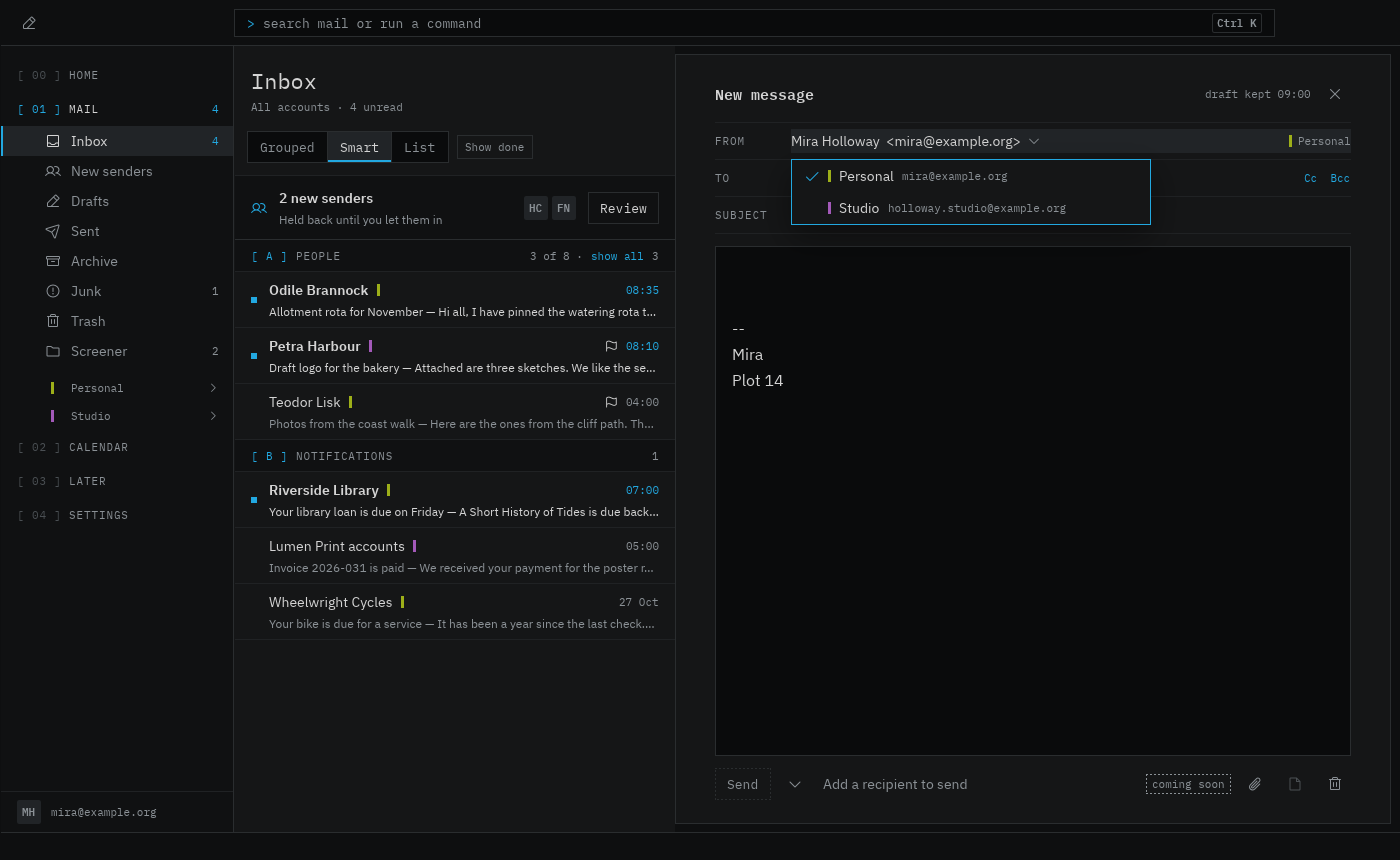 > search mail or run a command Ctrl K
[ 00 ] HOME
[ 01 ] MAIL 4
Inbox 4
New senders
Drafts
Sent
Archive
Junk 1
Trash
Screener 2
Personal
Studio
[ 02 ] CALENDAR
[ 03 ] LATER
[ 04 ] SETTINGS
MH mira@example.org
Inbox
All accounts · 4 unread
Grouped Smart List Show done
2 new senders
Held back until you let them in
HC FN Review
[ A ] PEOPLE 3 of 8 · show all 3
Odile Brannock 08:35
Allotment rota for November — Hi all, I have pinned the watering rota t…
Petra Harbour 08:10
Draft logo for the bakery — Attached are three sketches. We like the se…
Teodor Lisk 04:00
Photos from the coast walk — Here are the ones from the cliff path. Th…
[ B ] NOTIFICATIONS 1
Riverside Library 07:00
Your library loan is due on Friday — A Short History of Tides is due back…
Lumen Print accounts 05:00
Invoice 2026-031 is paid — We received your payment for the poster r…
Wheelwright Cycles 27 Oct
Your bike is due for a service — It has been a year since the last check.…
New message draft kept 09:00
FROM Mira Holloway <mira@example.org> Personal
TO Cc Bcc
Personal mira@example.org
Studio holloway.studio@example.org
SUBJECT
--
Mira
Plot 14
Send Add a recipient to send coming soon